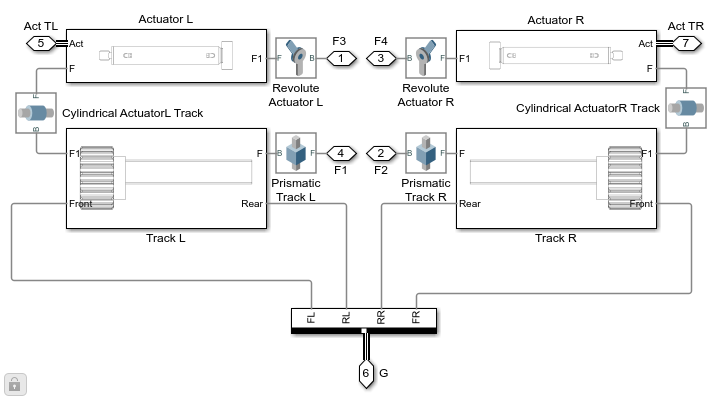 Actuator L
Actuator R
Act TL
Act TR
F3
F4
5
Act
F
F1
F
B
1
3
B
F
F1
Act
F
7
Revolute
Actuator L
Revolute
Actuator R
F
B
Cylindrical ActuatorL Track
Cylindrical ActuatorR Track
F
B
F1
F
B
F
4
2
B
F
F
F1
F1
F2
Prismatic
Track L
Prismatic
Track R
Front
Rear
Rear
Front
Track L
Track R
FL
RL
RR
FR
6
G